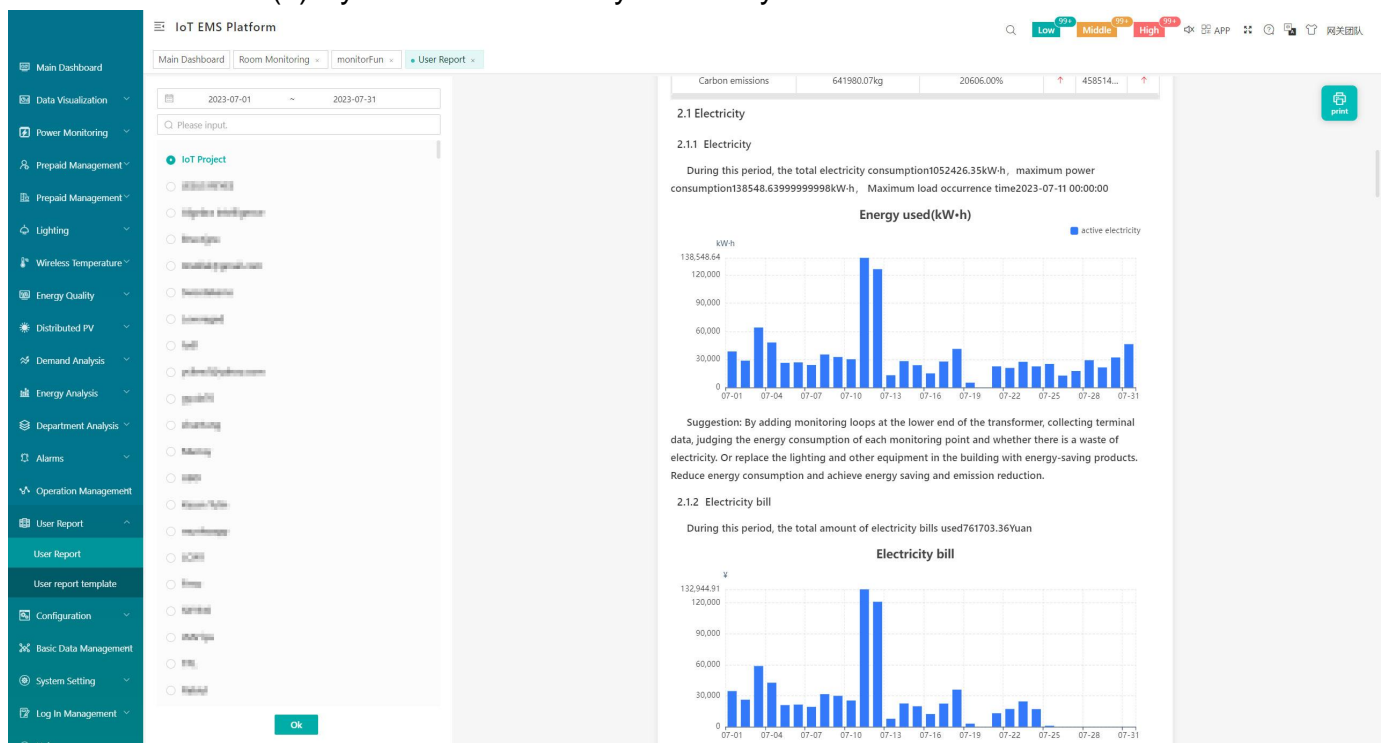 IoT EMS Platform
Low 99+ Middle 99+ High 99+ APP 网关团队
Main Dashboard Room Monitoring × monitorFun × User Report ×
Main Dashboard
Data Visualization
Power Monitoring
Prepaid Management
Prepaid Management
Lighting
Wireless Temperature
Energy Quality
Distributed PV
Demand Analysis
Energy Analysis
Department Analysis
Alarms
Operation Management
User Report
User Report
User report template
Configuration
Basic Data Management
System Setting
Log In Management
2023-07-01 ~ 2023-07-31
Please input.
IoT Project
Ok
print
Carbon emissions 641980.07kg 20606.00% ↑ 458514... ↑
2.1 Electricity
2.1.1 Electricity
During this period, the total electricity consumption1052426.35kW·h, maximum power
consumption138548.63999999998kW·h, Maximum load occurrence time2023-07-11 00:00:00
Energy used(kW•h)
active electricity
kW·h
138,548.64
120,000
90,000
60,000
30,000
0
07-01 07-04 07-07 07-10 07-13 07-16 07-19 07-22 07-25 07-28 07-31
Suggestion: By adding monitoring loops at the lower end of the transformer, collecting terminal
data, judging the energy consumption of each monitoring point and whether there is a waste of
electricity. Or replace the lighting and other equipment in the building with energy-saving products.
Reduce energy consumption and achieve energy saving and emission reduction.
2.1.2 Electricity bill
During this period, the total amount of electricity bills used761703.36Yuan
Electricity bill
¥
132,944.91
120,000
90,000
60,000
30,000
0
07-01 07-04 07-07 07-10 07-13 07-16 07-19 07-22 07-25 07-28 07-31